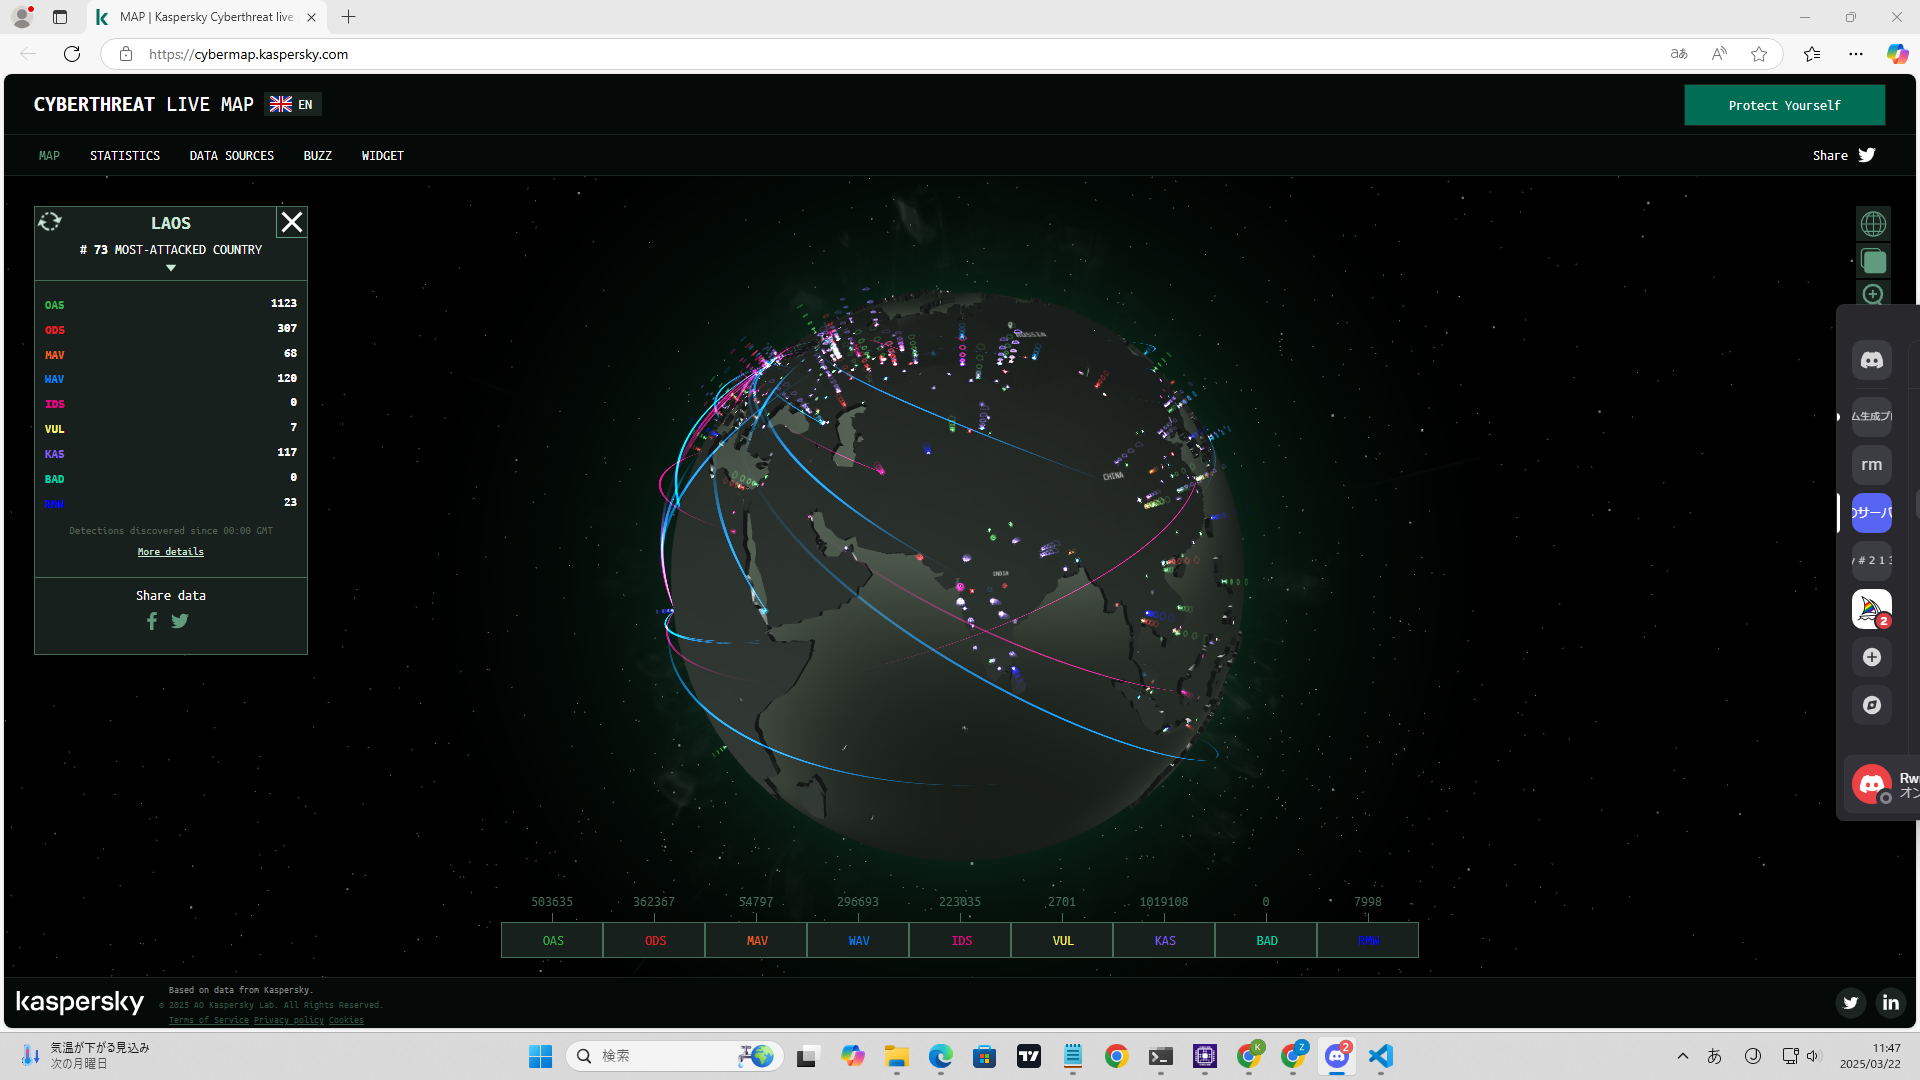 MAP | Kaspersky Cyberthreat live
https://cybermap.kaspersky.com
CYBERTHREAT LIVE MAP
EN
Protect Yourself
MAP
STATISTICS
DATA SOURCES
BUZZ
WIDGET
Share
LAOS
# 73 MOST-ATTACKED COUNTRY
OAS 1123
ODS 307
MAV 68
WAV 120
IDS 0
VUL 7
KAS 117
BAD 0
RMW 23
Detections discovered since 00:00 GMT
More details
Share data
RUSSIA
CHINA
INDIA
ム生成プ
rm
サーバ
# 2 1
2
Rw
オン
503635
362367
54797
296693
223035
2701
1019108
0
7998
OAS
ODS
MAV
WAV
IDS
VUL
KAS
BAD
RMW
kaspersky
Based on data from Kaspersky.
© 2025 AO Kaspersky Lab. All Rights Reserved.
Terms of Service Privacy policy Cookies
気温が下がる見込み
次の月曜日
検索
K
Z
2
あ
11:47
2025/03/22